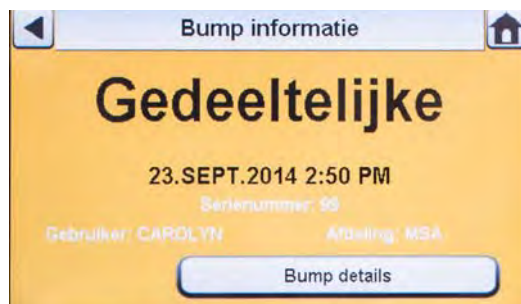 Bump informatie
Gedeeltelijke
23.SEPT.2014 2:50 PM
Serienummer: 99
Gebruiker: CAROLYN Afdeling: MSA
Bump details